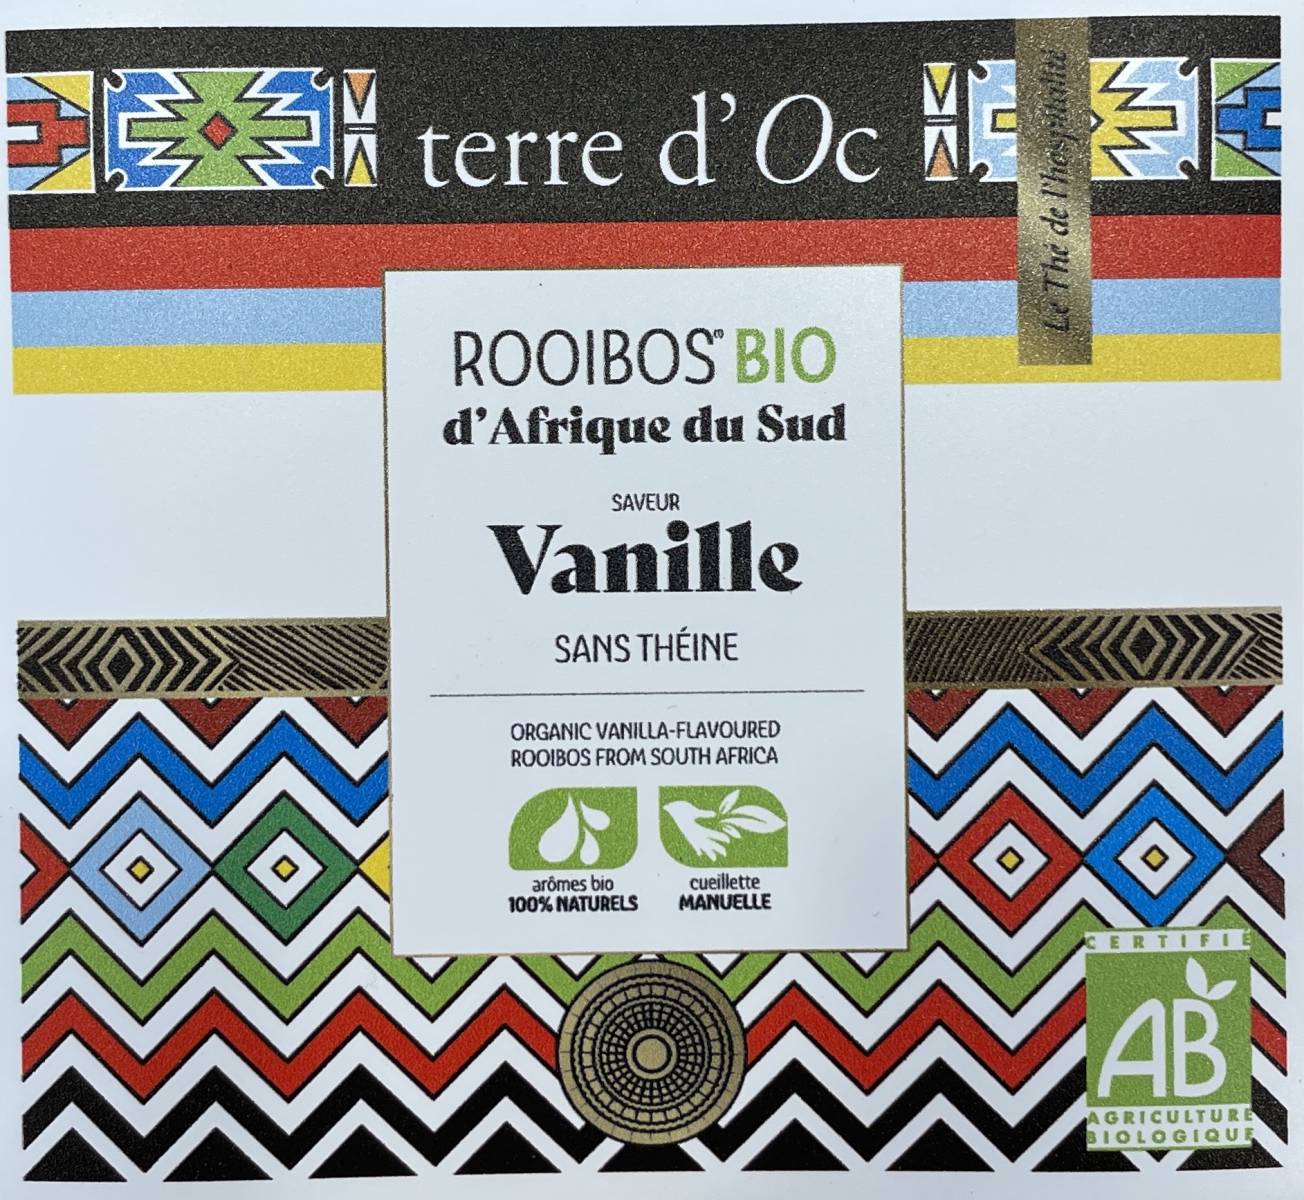 terre d'Oc
Le Thé de l'hospitalité
ROOIBOS BIO
d'Afrique du Sud
SAVEUR
Vanille
SANS THÉINE
ORGANIC VANILLA-FLAVOURED
ROOIBOS FROM SOUTH AFRICA
arômes bio
100% NATURELS
cueillette
MANUELLE
CERTIFIÉ
AB
AGRICULTURE
BIOLOGIQUE